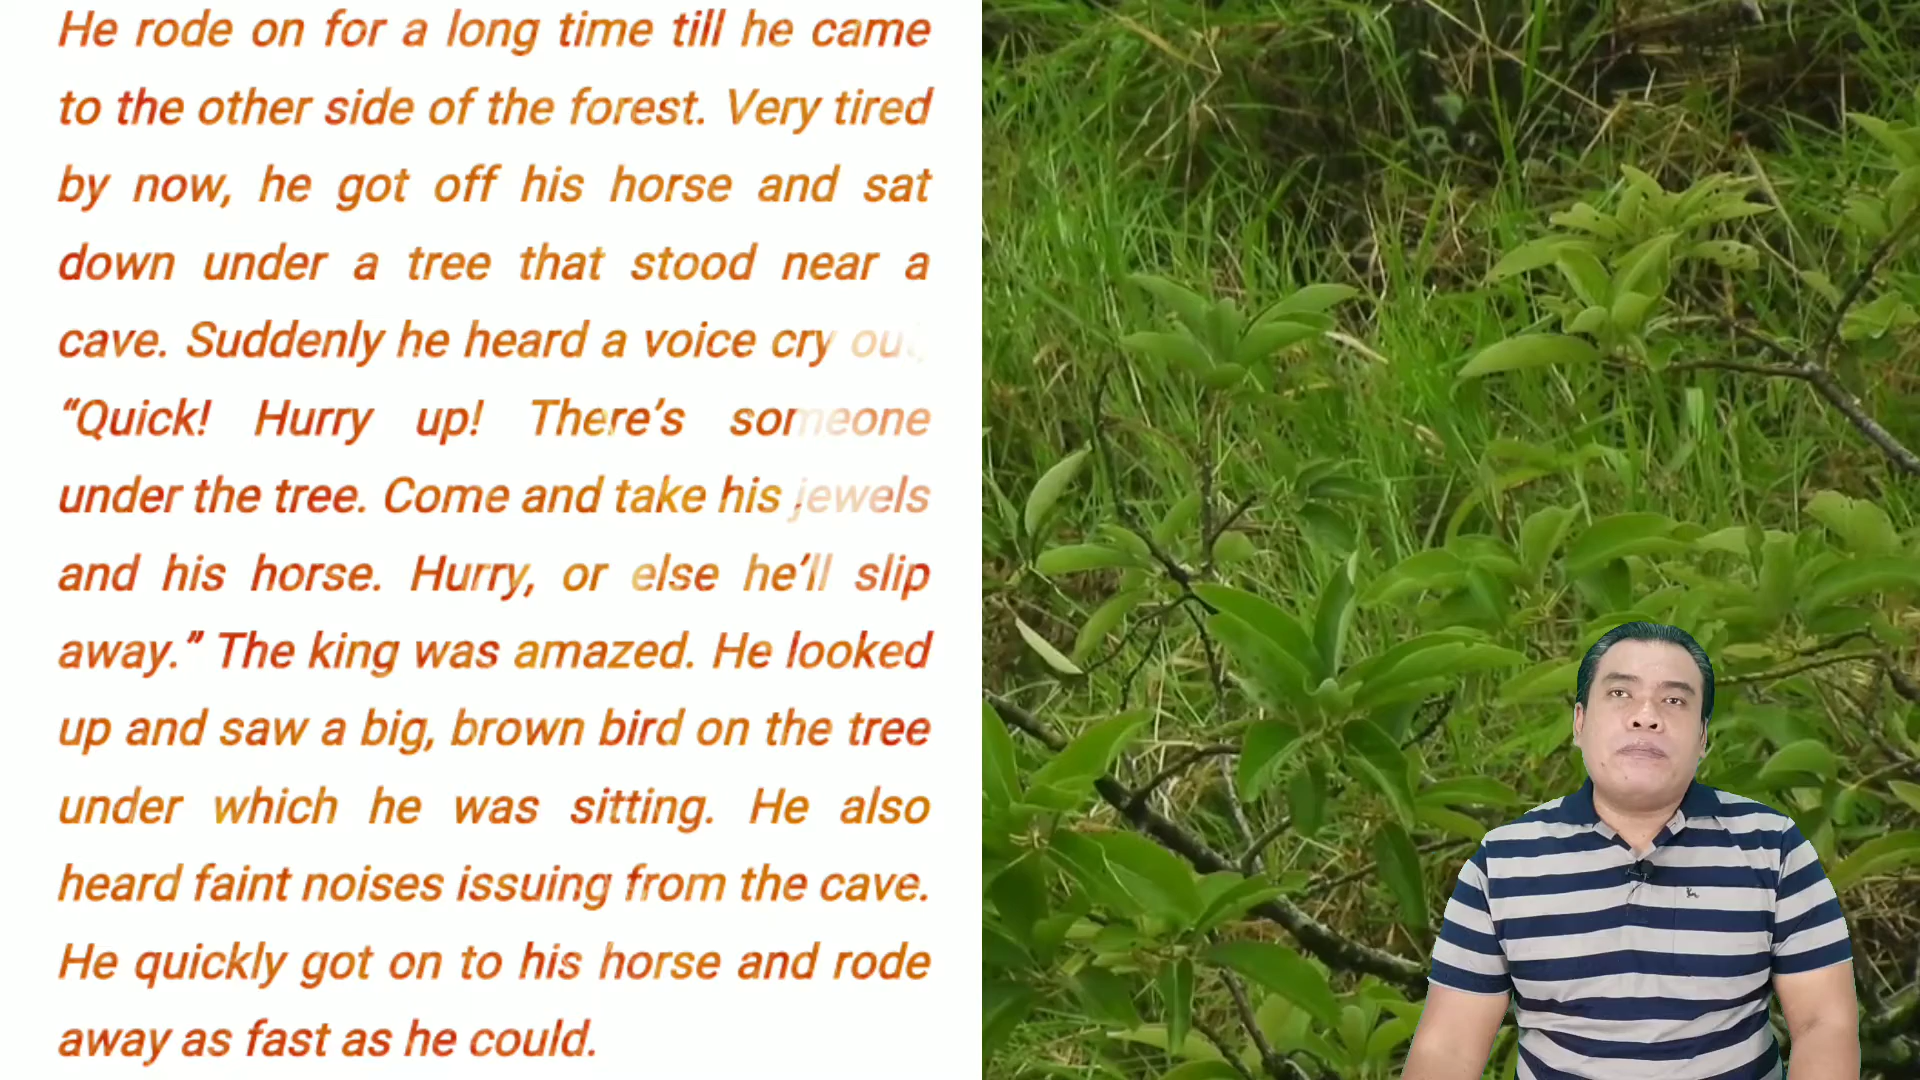 He rode on for a long time till he came
to the other side of the forest. Very tired
by now, he got off his horse and sat
down under a tree that stood near a
cave. Suddenly he heard a voice cry out,
“Quick! Hurry up! There’s someone
under the tree. Come and take his jewels
and his horse. Hurry, or else he’ll slip
away.” The king was amazed. He looked
up and saw a big, brown bird on the tree
under which he was sitting. He also
heard faint noises issuing from the cave.
He quickly got on to his horse and rode
away as fast as he could.